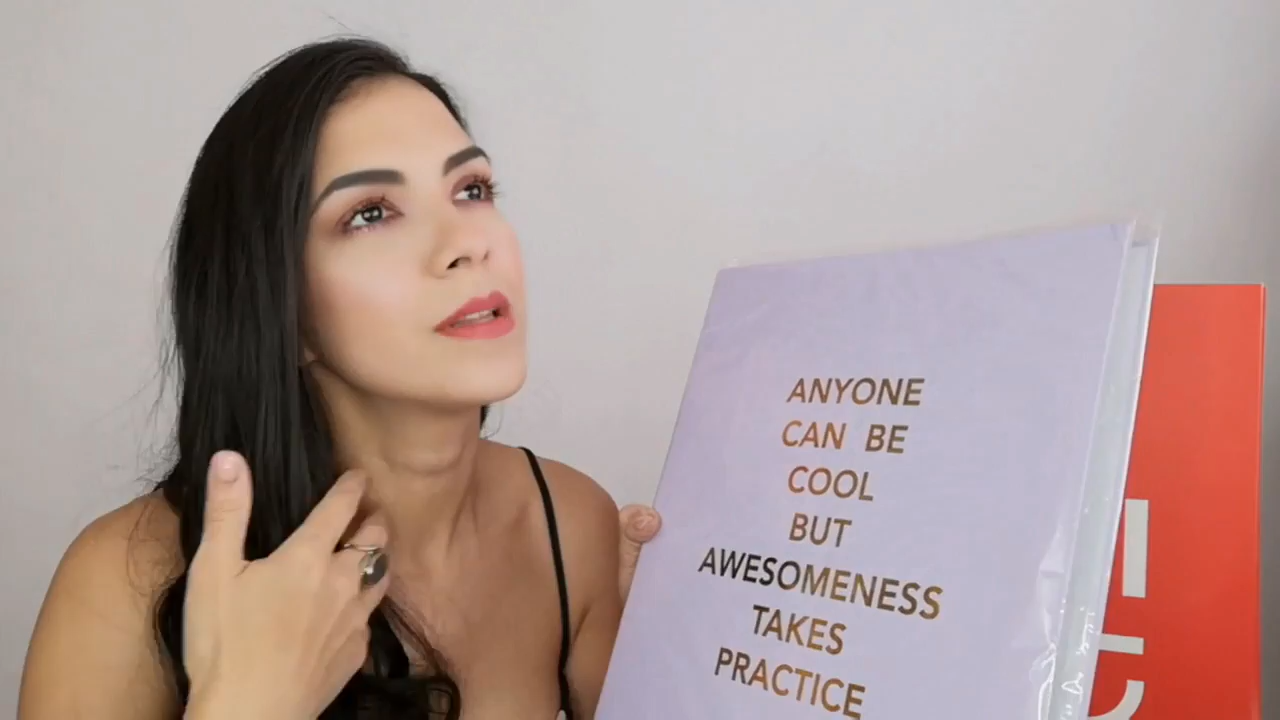 ANYONE
CAN BE
COOL
BUT
AWESOMENESS
TAKES
PRACTICE